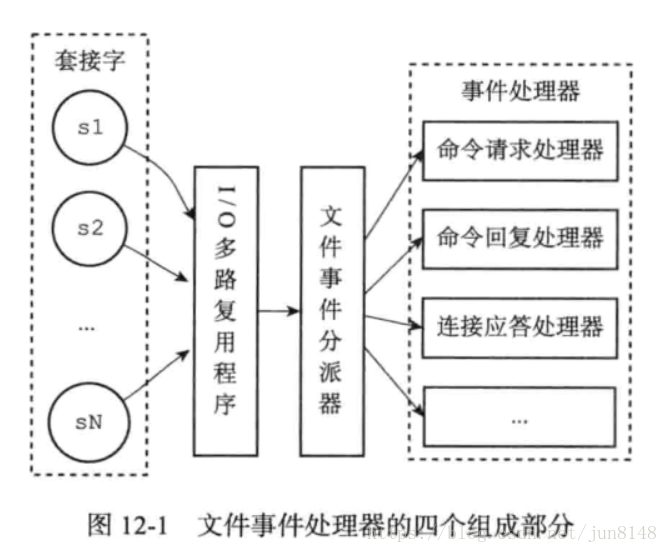 套接字
s1
s2
...
sN
I/O多路复用程序
文件事件分派器
事件处理器
命令请求处理器
命令回复处理器
连接应答处理器
...
图 12-1 文件事件处理器的四个组成部分
https://blog.csdn.net/jun8148